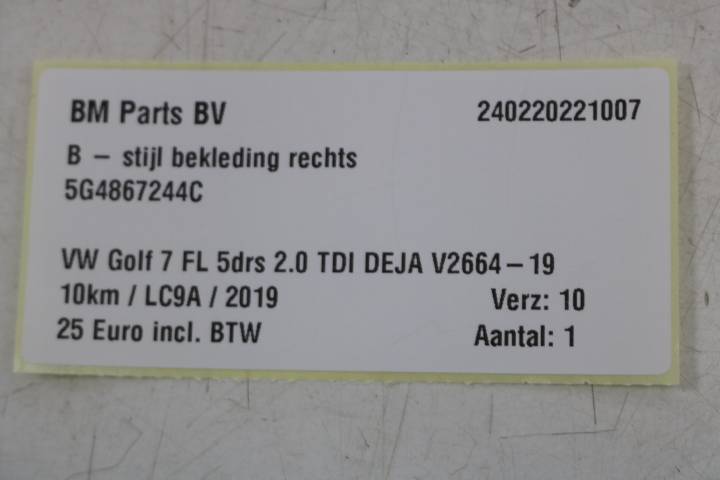 BM Parts BV 240220221007
B – stijl bekleding rechts
5G4867244C
VW Golf 7 FL 5drs 2.0 TDI DEJA V2664–19
10km / LC9A / 2019 Verz: 10
25 Euro incl. BTW Aantal: 1